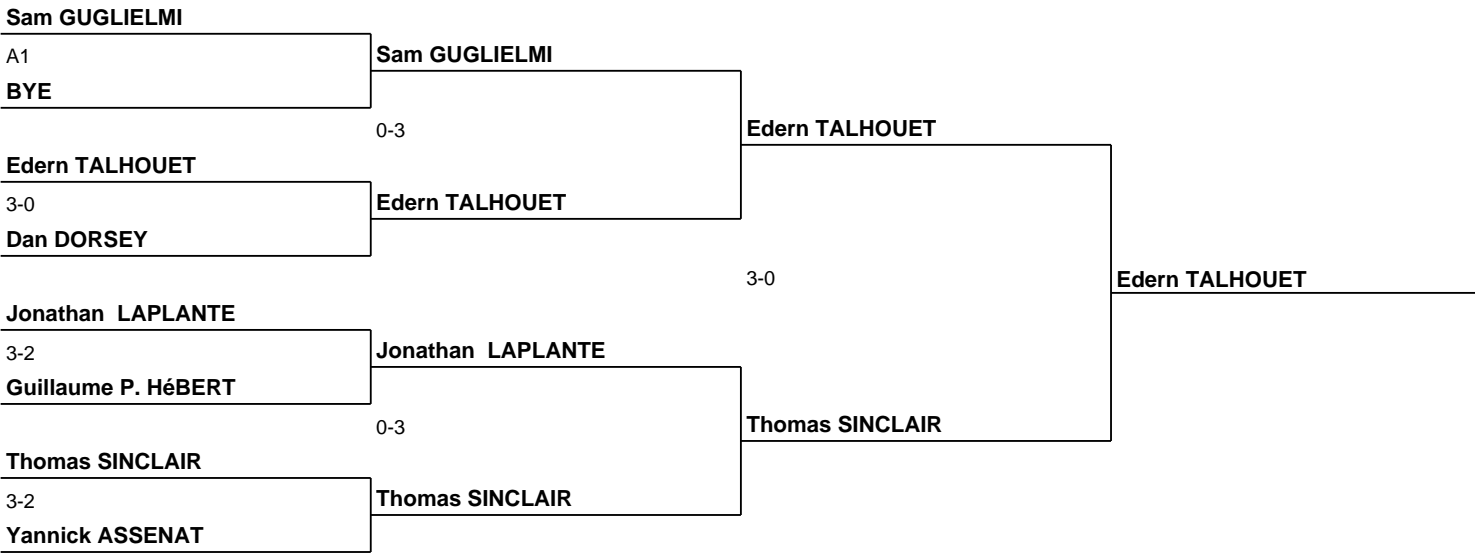 Sam GUGLIELMI
A1
BYE
Sam GUGLIELMI
0-3
Edern TALHOUET
3-0
Dan DORSEY
Edern TALHOUET
Edern TALHOUET
3-0
Edern TALHOUET
Jonathan  LAPLANTE
3-2
Guillaume P. HéBERT
Jonathan  LAPLANTE
0-3
Thomas SINCLAIR
3-2
Yannick ASSENAT
Thomas SINCLAIR
Thomas SINCLAIR